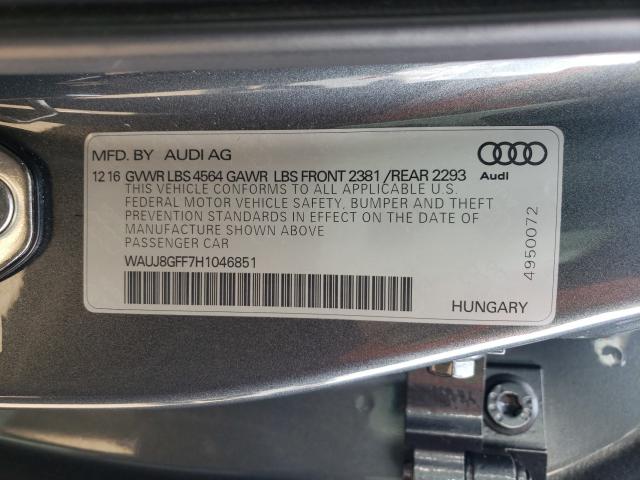 MFD. BY AUDI AG
12 16 GVWR LBS 4564 GAWR LBS FRONT 2381 /REAR 2293
Audi
THIS VEHICLE CONFORMS TO ALL APPLICABLE U.S.
FEDERAL MOTOR VEHICLE SAFETY, BUMPER AND THEFT
PREVENTION STANDARDS IN EFFECT ON THE DATE OF
MANUFACTURE SHOWN ABOVE
PASSENGER CAR
WAUJ8GFF7H1046851
HUNGARY
4950072